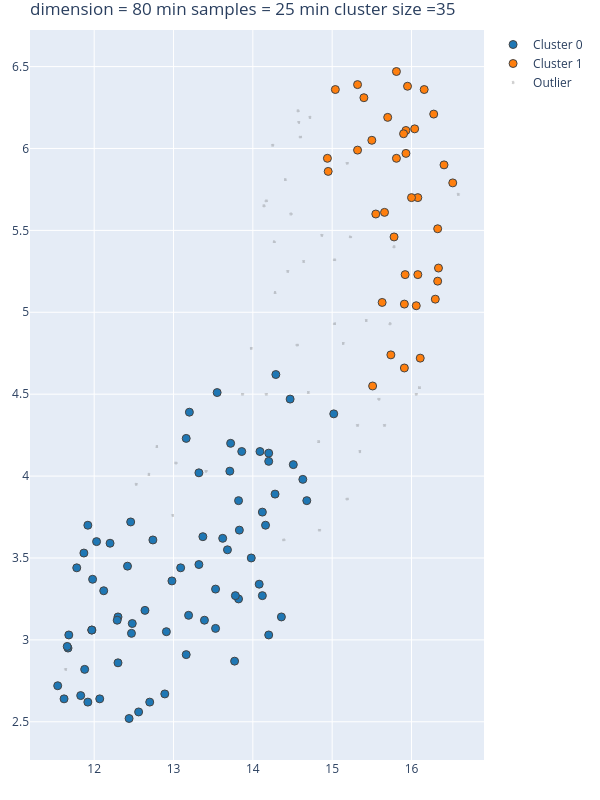 dimension = 80 min samples = 25 min cluster size =35
Cluster 0
Cluster 1
Outlier
6.5
6
5.5
5
4.5
4
3.5
3
2.5
12 13 14 15 16